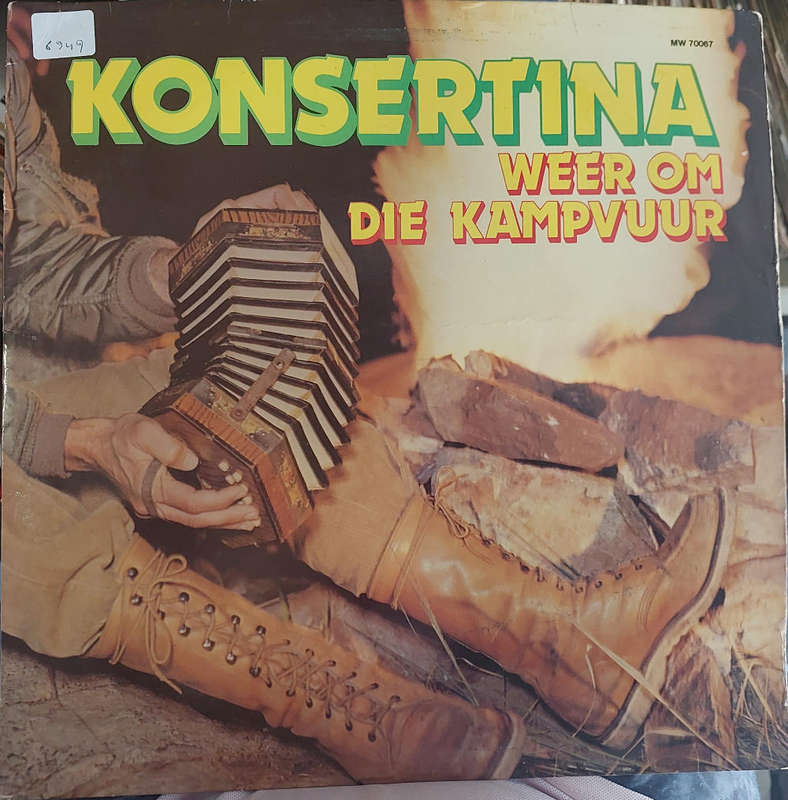 6949
MW 70067
KONSERTINA
WEER OM
DIE KAMPVUUR